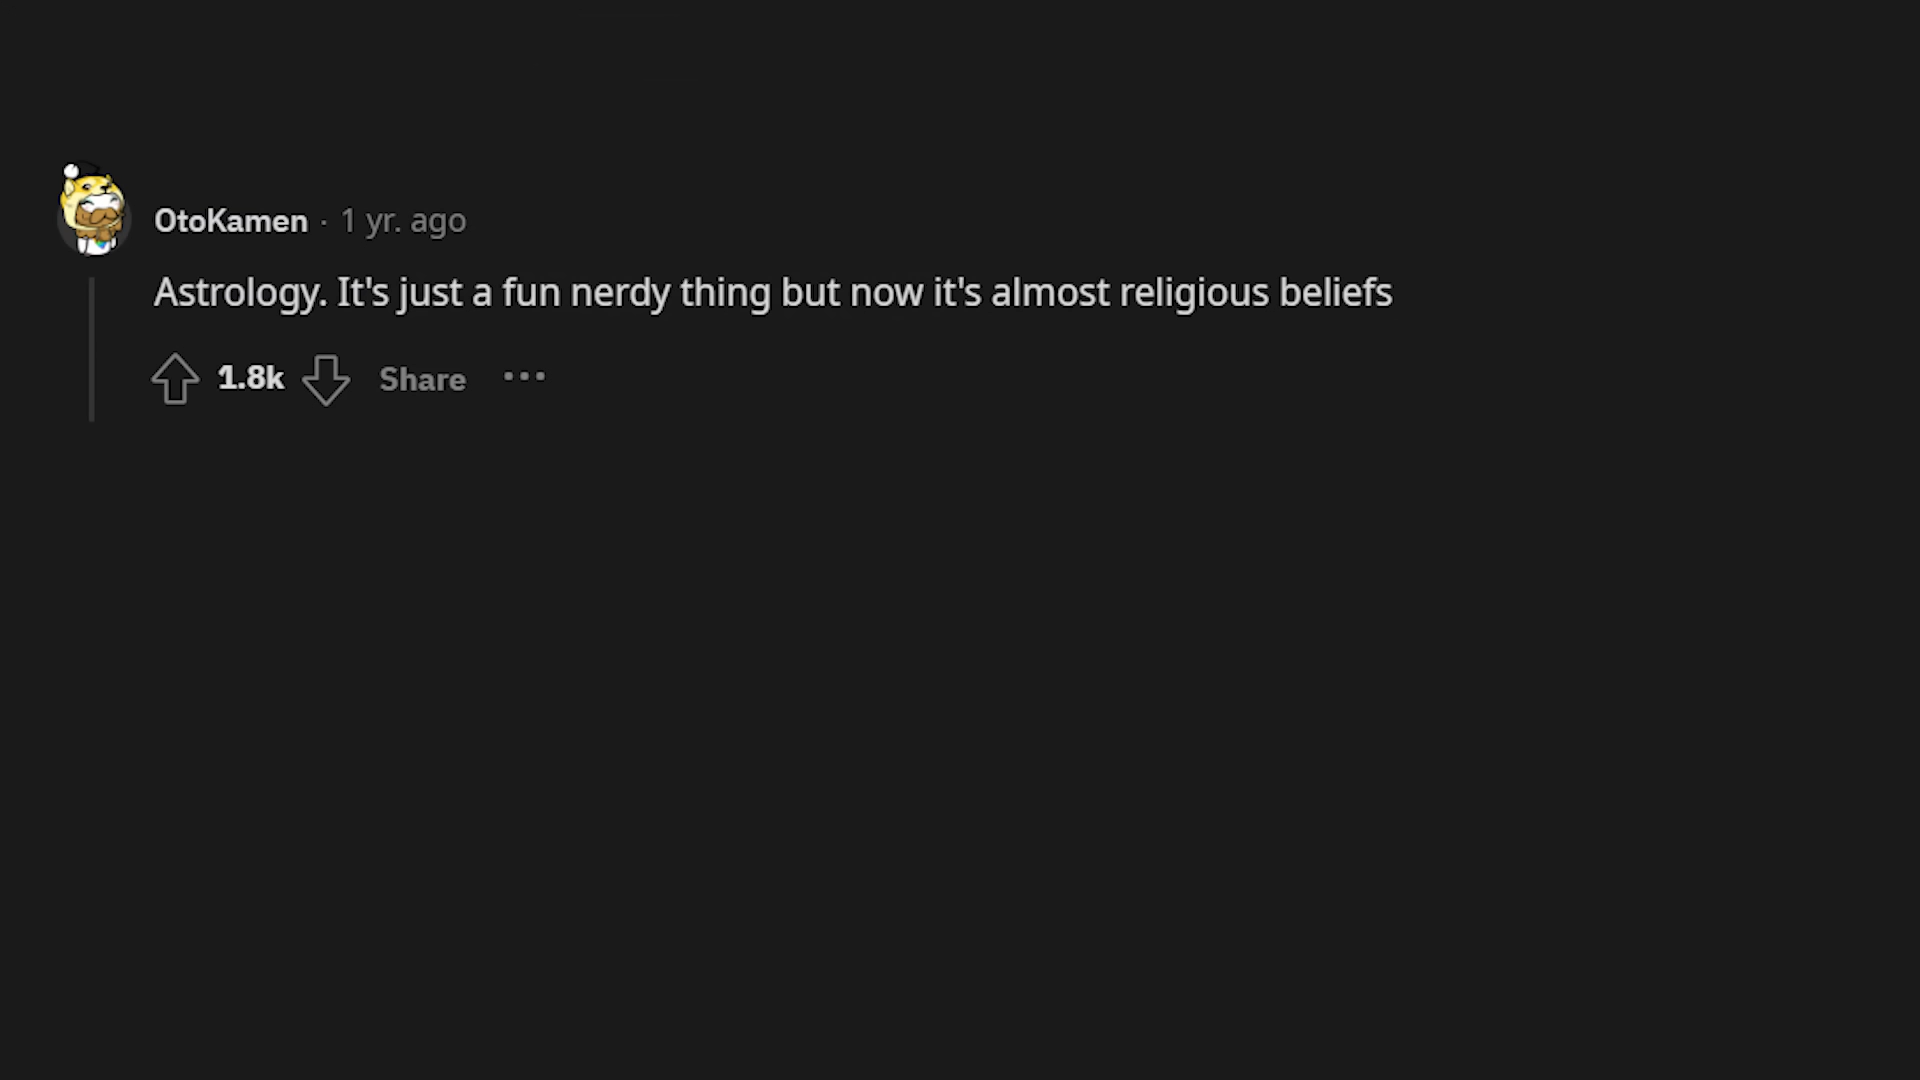 OtoKamen · 1 yr. ago
Astrology. It's just a fun nerdy thing but now it's almost religious beliefs
1.8k Share ···